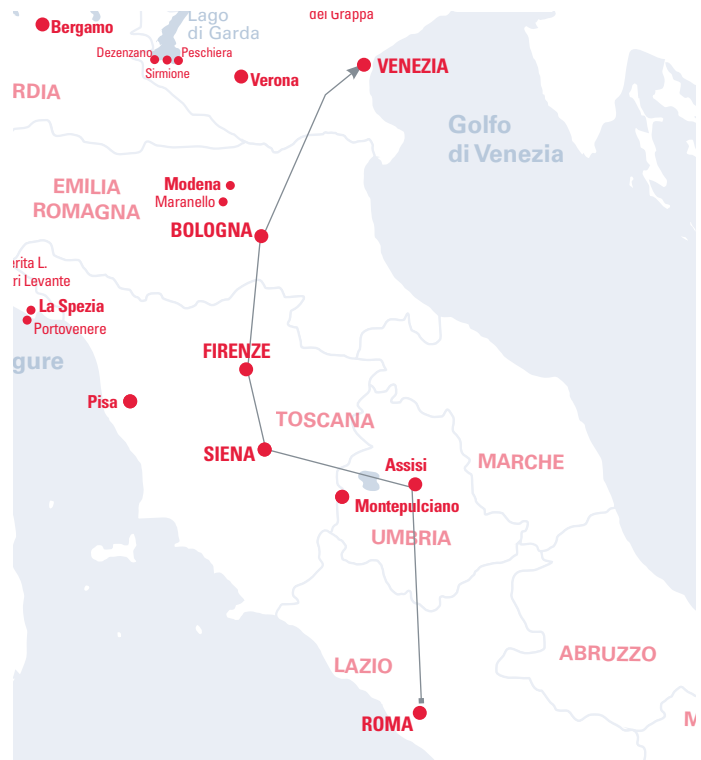 del Grappa
Lago
di Garda
Bergamo
Dezenzano
Peschiera
Sirmione
Verona
VENEZIA
RDIA
Golfo
di Venezia
EMILIA
ROMAGNA
Modena
Maranello
BOLOGNA
rita L.
ri Levante
La Spezia
Portovenere
gure
FIRENZE
Pisa
TOSCANA
SIENA
Assisi
MARCHE
Montepulciano
UMBRIA
LAZIO
ABRUZZO
ROMA
M